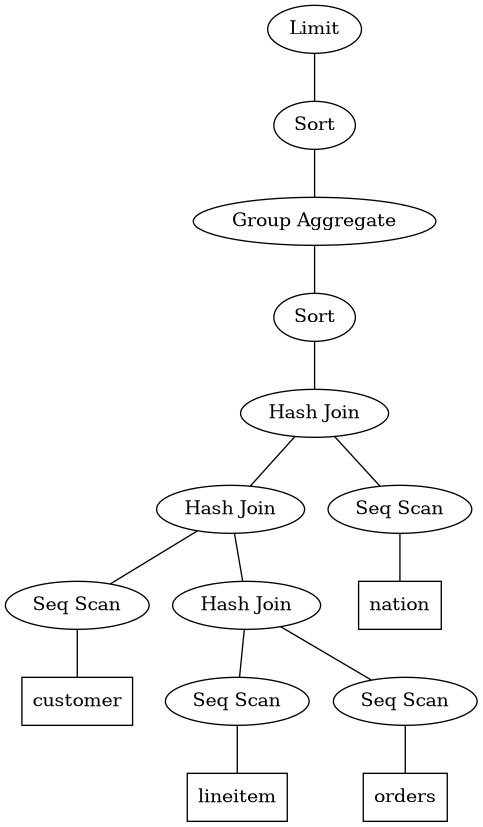 Limit
Sort
Group Aggregate
Sort
Hash Join
Hash Join
Seq Scan
Seq Scan
Hash Join
nation
customer
Seq Scan
Seq Scan
lineitem
orders